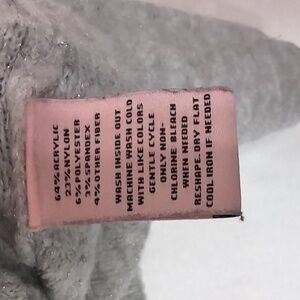 64% ACRYLIC
23% NYLON
6% POLYESTER
3% SPANDEX
4% OTHER FIBER
WASH INSIDE OUT
MACHINE WASH COLD
WITH LIKE COLORS
GENTLE CYCLE
ONLY NON-
CHLORINE BLEACH
WHEN NEEDED
RESHAPE. DRY FLAT
COOL IRON IF NEEDED